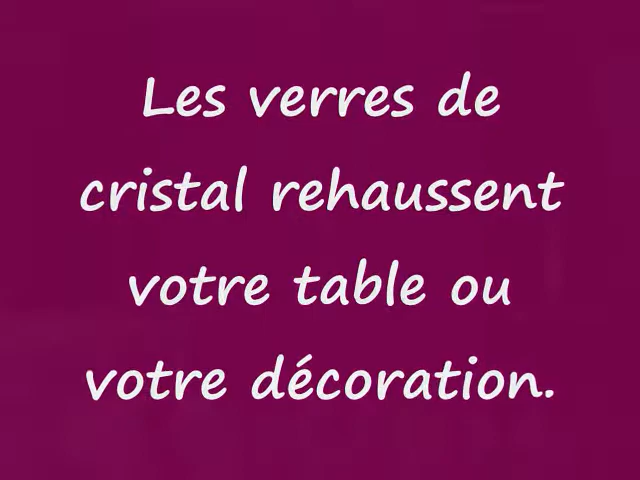 Les verres de
cristal rehaussent
votre table ou
votre décoration.